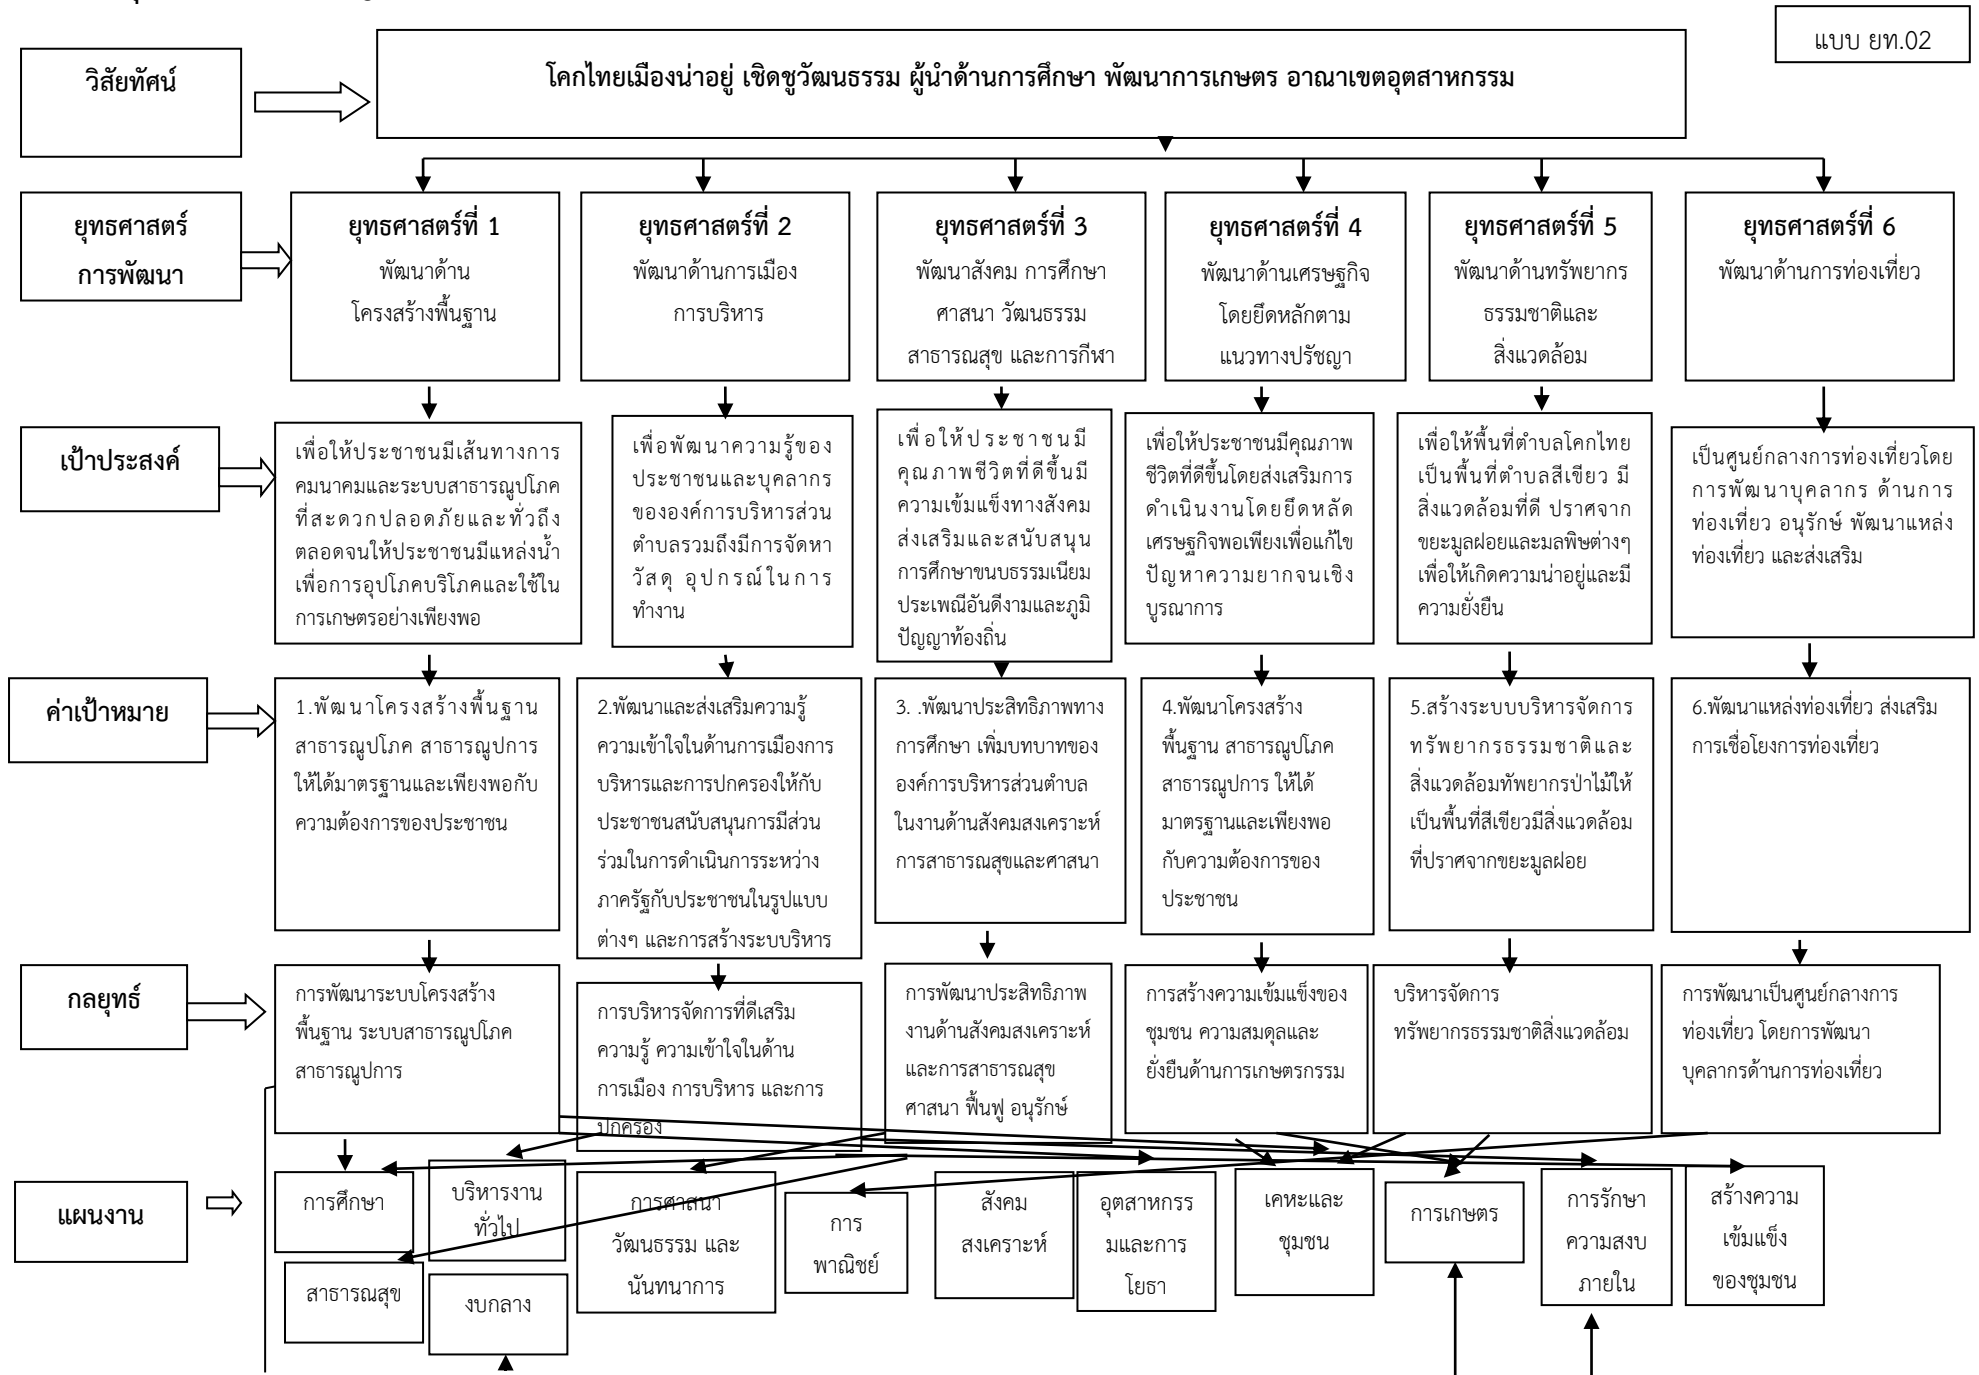 แบบ ยท.02
วิสัยทัศน์
โคกไทยเมืองน่าอยู่ เชิดชูวัฒนธรรม ผู้นำด้านการศึกษา พัฒนาการเกษตร อาณาเขตอุตสาหกรรม
ยุทธศาสตร์
การพัฒนา
ยุทธศาสตร์ที่ 1
พัฒนาด้าน
โครงสร้างพื้นฐาน
ยุทธศาสตร์ที่ 2
พัฒนาด้านการเมือง
การบริหาร
ยุทธศาสตร์ที่ 3
พัฒนาสังคม การศึกษา
ศาสนา วัฒนธรรม
สาธารณสุข และการกีฬา
ยุทธศาสตร์ที่ 4
พัฒนาด้านเศรษฐกิจ
โดยยึดหลักตาม
แนวทางปรัชญา
ยุทธศาสตร์ที่ 5
พัฒนาด้านทรัพยากร
ธรรมชาติและ
สิ่งแวดล้อม
ยุทธศาสตร์ที่ 6
พัฒนาด้านการท่องเที่ยว
เป้าประสงค์
เพื่อให้ประชาชนมีเส้นทางการ
คมนาคมและระบบสาธารณูปโภค
ที่สะดวกปลอดภัยและทั่วถึง
ตลอดจนให้ประชาชนมีแหล่งน้ำ
เพื่อการอุปโภคบริโภคและใช้ใน
การเกษตรอย่างเพียงพอ
เพื่อพัฒนาความรู้ของ
ประชาชนและบุคลากร
ขององค์การบริหารส่วน
ตำบลรวมถึงมีการจัดหา
วัสดุ อุปกรณ์ในการ
ทำงาน
เพื่อให้ประชาชนมี
คุณภาพชีวิตที่ดีขึ้นมี
ความเข้มแข็งทางสังคม
ส่งเสริมและสนับสนุน
การศึกษาขนบธรรมเนียม
ประเพณีอันดีงามและภูมิ
ปัญญาท้องถิ่น
เพื่อให้ประชาชนมีคุณภาพ
ชีวิตที่ดีขึ้นโดยส่งเสริมการ
ดำเนินงานโดยยึดหลัด
เศรษฐกิจพอเพียงเพื่อแก้ไข
ปัญหาความยากจนเชิง
บูรณาการ
เพื่อให้พื้นที่ตำบลโคกไทย
เป็นพื้นที่ตำบลสีเขียว มี
สิ่งแวดล้อมที่ดี ปราศจาก
ขยะมูลฝอยและมลพิษต่างๆ
เพื่อให้เกิดความน่าอยู่และมี
ความยั่งยืน
เป็นศูนย์กลางการท่องเที่ยวโดย
การพัฒนาบุคลากร ด้านการ
ท่องเที่ยว อนุรักษ์ พัฒนาแหล่ง
ท่องเที่ยว และส่งเสริม
ค่าเป้าหมาย
1.พัฒนาโครงสร้างพื้นฐาน
สาธารณูปโภค สาธารณูปการ
ให้ได้มาตรฐานและเพียงพอกับ
ความต้องการของประชาชน
2.พัฒนาและส่งเสริมความรู้
ความเข้าใจในด้านการเมืองการ
บริหารและการปกครองให้กับ
ประชาชนสนับสนุนการมีส่วน
ร่วมในการดำเนินการระหว่าง
ภาครัฐกับประชาชนในรูปแบบ
ต่างๆ และการสร้างระบบบริหาร
3. .พัฒนาประสิทธิภาพทาง
การศึกษา เพิ่มบทบาทของ
องค์การบริหารส่วนตำบล
ในงานด้านสังคมสงเคราะห์
การสาธารณสุขและศาสนา
4.พัฒนาโครงสร้าง
พื้นฐาน สาธารณูปโภค
สาธารณูปการ ให้ได้
มาตรฐานและเพียงพอ
กับความต้องการของ
ประชาชน
5.สร้างระบบบริหารจัดการ
ทรัพยากรธรรมชาติและ
สิ่งแวดล้อมทัพยากรป่าไม้ให้
เป็นพื้นที่สีเขียวมีสิ่งแวดล้อม
ที่ปราศจากขยะมูลฝอย
6.พัฒนาแหล่งท่องเที่ยว ส่งเสริม
การเชื่อโยงการท่องเที่ยว
กลยุทธ์
การพัฒนาระบบโครงสร้าง
พื้นฐาน ระบบสาธารณูปโภค
สาธารณูปการ
การบริหารจัดการที่ดีเสริม
ความรู้ ความเข้าใจในด้าน
การเมือง การบริหาร และการ
ปกครอง
การพัฒนาประสิทธิภาพ
งานด้านสังคมสงเคราะห์
และการสาธารณสุข
ศาสนา ฟื้นฟู อนุรักษ์
การสร้างความเข้มแข็งของ
ชุมชน ความสมดุลและ
ยั่งยืนด้านการเกษตรกรรม
บริหารจัดการ
ทรัพยากรธรรมชาติสิ่งแวดล้อม
การพัฒนาเป็นศูนย์กลางการ
ท่องเที่ยว โดยการพัฒนา
บุคลากรด้านการท่องเที่ยว
แผนงาน
การศึกษา
บริหารงาน
ทั่วไป
การศาสนา
วัฒนธรรม และ
นันทนาการ
การ
พาณิชย์
สังคม
สงเคราะห์
อุตสาหกรร
มและการ
โยธา
เคหะและ
ชุมชน
การเกษตร
การรักษา
ความสงบ
ภายใน
สร้างความ
เข้มแข็ง
ของชุมชน
สาธารณสุข
งบกลาง